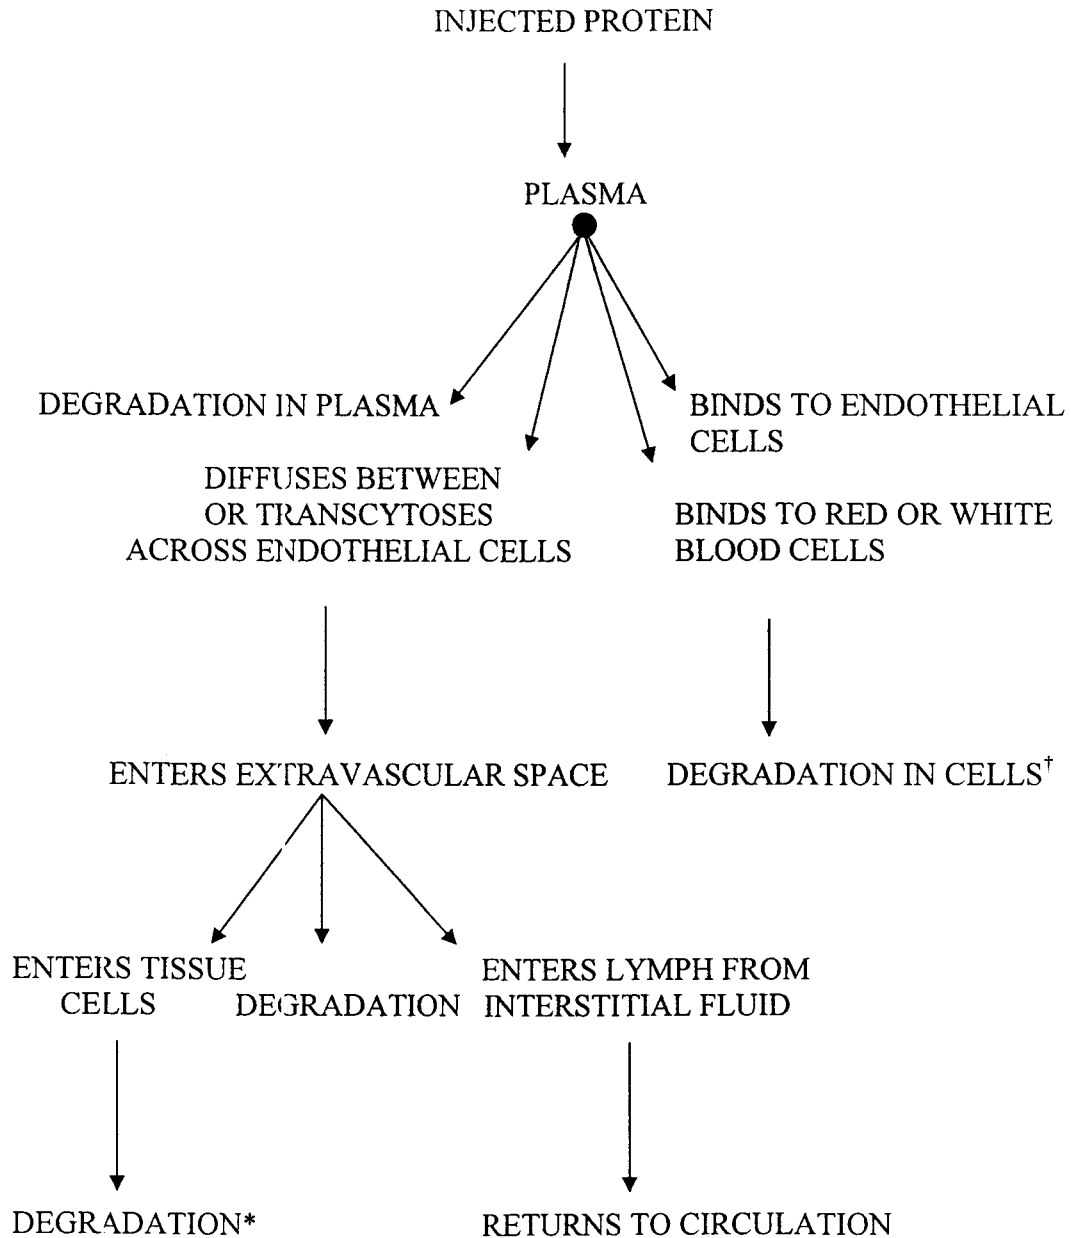 INJECTED PROTEIN
PLASMA
DEGRADATION IN PLASMA
BINDS TO ENDOTHELIAL
CELLS
DIFFUSES BETWEEN
OR TRANSCYTOSES
ACROSS ENDOTHELIAL CELLS
BINDS TO RED OR WHITE
BLOOD CELLS
ENTERS EXTRAVASCULAR SPACE
DEGRADATION IN CELLS†
ENTERS TISSUE
CELLS
DEGRADATION
ENTERS LYMPH FROM
INTERSTITIAL FLUID
DEGRADATION*
RETURNS TO CIRCULATION